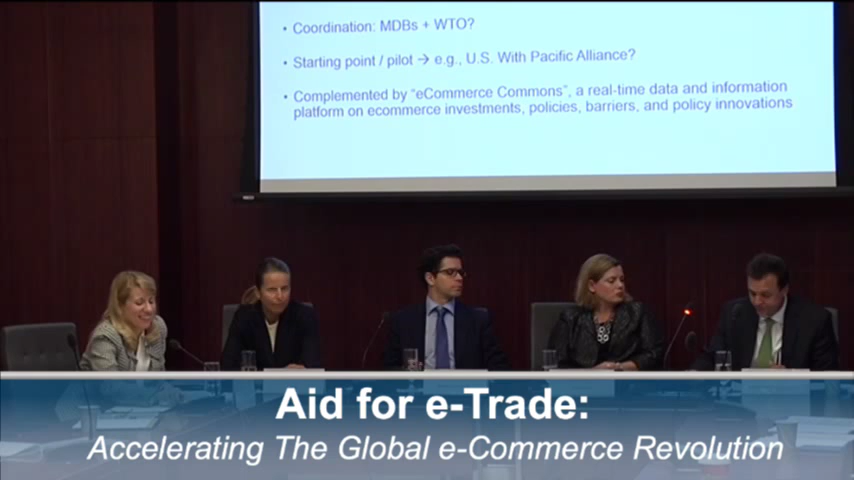 • Coordination: MDBs + WTO?
• Starting point / pilot → e.g., U.S. With Pacific Alliance?
• Complemented by “eCommerce Commons”, a real-time data and information
platform on ecommerce investments, policies, barriers, and policy innovations
Aid for e-Trade:
Accelerating The Global e-Commerce Revolution